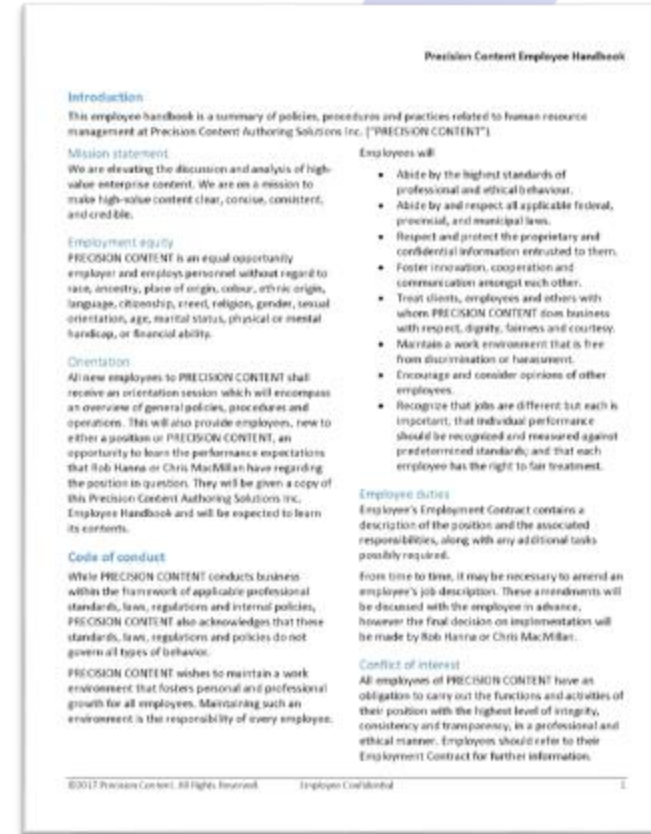 Precision Content Employee Handbook
Introduction
This employee handbook is a summary of policies, procedures and practices related to human resource
management at Precision Content Authoring Solutions Inc. ("PRECISION CONTENT")
Mission statement
We are elevating the discussion and analysis of high-
value enterprise content. We are on a mission to
make high-value content clear, concise, consistent,
and credible.
Employment equity
PRECISION CONTENT is an equal opportunity
employer and employs personnel without regard to
race, ancestry, place of origin, colour, ethnic origin,
language, citizenship, creed, religion, gender, sexual
orientation, age, marital status, physical or mental
handicap, or financial ability.
Orientation
All new employees to PRECISION CONTENT shall
receive an orientation session which will encompass
an overview of general policies, procedures and
operations. This will also provide employees, new to
either a position or PRECISION CONTENT, an
opportunity to learn the performance expectations
that Rob Hanna or Chris MacMillan have regarding
the position in question. They will be given a copy of
this Precision Content Authoring Solutions Inc.
Employee Handbook and will be expected to learn
its contents.
Code of conduct
While PRECISION CONTENT conducts business
within the framework of applicable professional
standards, laws, regulations and internal policies,
PRECISION CONTENT also acknowledges that these
standards, laws, regulations and policies do not
govern all types of behavior.
PRECISION CONTENT wishes to maintain a work
environment that fosters personal and professional
growth for all employees. Maintaining such an
environment is the responsibility of every employee.
Employees will
• Abide by the highest standards of
professional and ethical behaviour.
• Abide by and respect all applicable federal,
provincial, and municipal laws.
• Respect and protect the proprietary and
confidential information entrusted to them.
• Foster innovation, cooperation and
communication amongst each other.
• Treat clients, employees and others with
whom PRECISION CONTENT does business
with respect, dignity, fairness and courtesy.
• Maintain a work environment that is free
from discrimination or harassment.
• Encourage and consider opinions of other
employees.
• Recognize that jobs are different but each is
important, that individual performance
should be recognized and measured against
predetermined standards; and that each
employee has the right to fair treatment.
Employee duties
Employee's Employment Contract contains a
description of the position and the associated
responsibilities, along with any additional tasks
possibly required.
From time to time, it may be necessary to amend an
employee's job description. These amendments will
be discussed with the employee in advance,
however the final decision on implementation will
be made by Rob Hanna or Chris MacMillan.
Conflict of interest
All employees of PRECISION CONTENT have an
obligation to carry out the functions and activities of
their position with the highest level of integrity,
consistency and transparency, in a professional and
ethical manner. Employees should refer to their
Employment Contract for further information.
©2017 Precision Content. All Rights Reserved. Employee Confidential 1